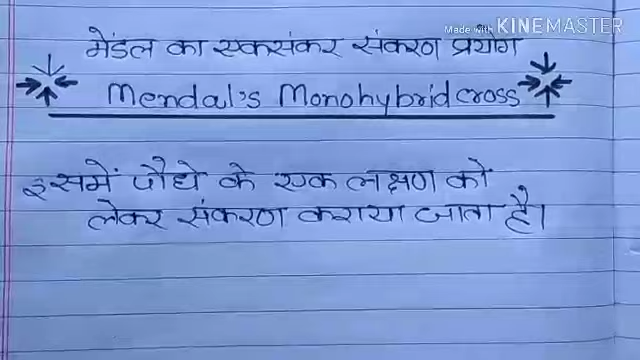 Made with KINEMASTER
मेंडल का एकसंकर संकरण प्रयोग
Mendal's Monohybrid cross
इसमें पौधे के एक लक्षण को
लेकर संकरण कराया जाता है।